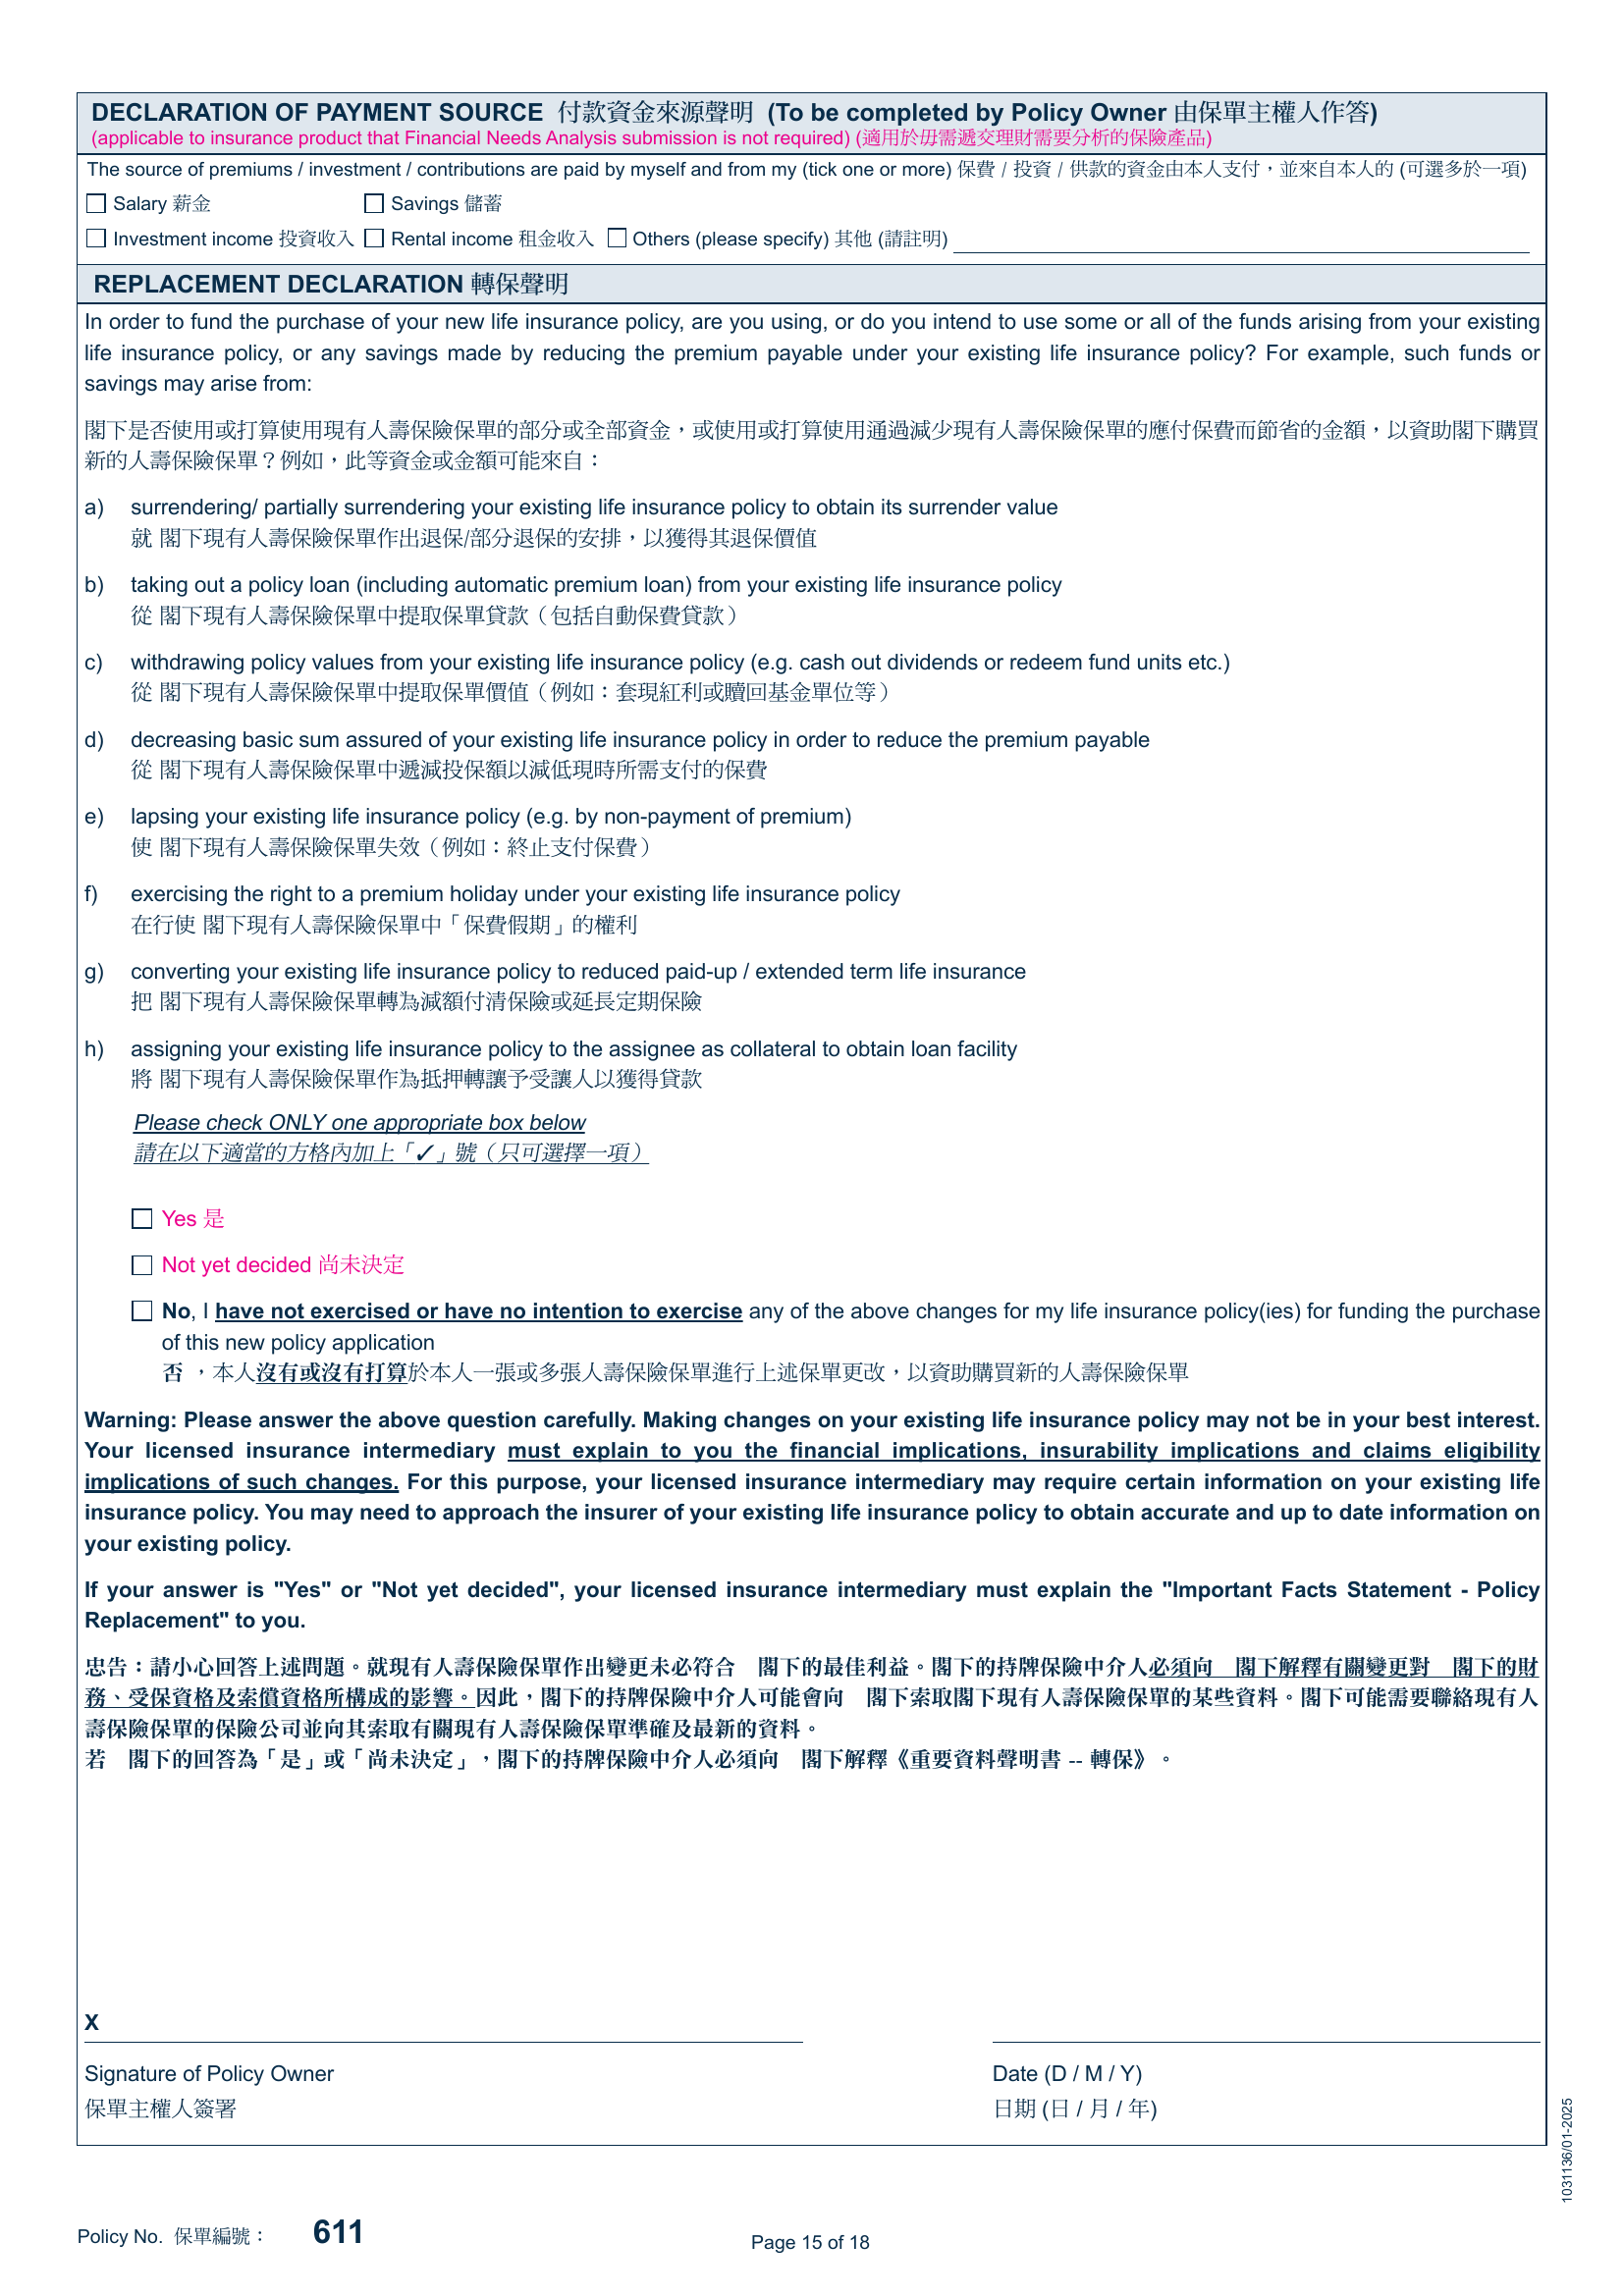 DECLARATION OF PAYMENT SOURCE 付款資金來源聲明 (To be completed by Policy Owner 由保單主權人作答)
(applicable to insurance product that Financial Needs Analysis submission is not required) (適用於毋需遞交理財需要分析的保險產品)
The source of premiums / investment / contributions are paid by myself and from my (tick one or more) 保費 / 投資 / 供款的資金由本人支付，並來自本人的 (可選多於一項)
Salary 薪金 Savings 儲蓄
Investment income 投資收入 Rental income 租金收入 Others (please specify) 其他 (請註明)
REPLACEMENT DECLARATION 轉保聲明
In order to fund the purchase of your new life insurance policy, are you using, or do you intend to use some or all of the funds arising from your existing
life insurance policy, or any savings made by reducing the premium payable under your existing life insurance policy? For example, such funds or
savings may arise from:
閣下是否使用或打算使用現有人壽保險保單的部分或全部資金，或使用或打算使用通過減少現有人壽保險保單的應付保費而節省的金額，以資助閣下購買
新的人壽保險保單？例如，此等資金或金額可能來自：
a) surrendering/ partially surrendering your existing life insurance policy to obtain its surrender value
就 閣下現有人壽保險保單作出退保/部分退保的安排，以獲得其退保價值
b) taking out a policy loan (including automatic premium loan) from your existing life insurance policy
從 閣下現有人壽保險保單中提取保單貸款（包括自動保費貸款）
c) withdrawing policy values from your existing life insurance policy (e.g. cash out dividends or redeem fund units etc.)
從 閣下現有人壽保險保單中提取保單價值（例如：套現紅利或贖回基金單位等）
d) decreasing basic sum assured of your existing life insurance policy in order to reduce the premium payable
從 閣下現有人壽保險保單中遞減投保額以減低現時所需支付的保費
e) lapsing your existing life insurance policy (e.g. by non-payment of premium)
使 閣下現有人壽保險保單失效（例如：終止支付保費）
f) exercising the right to a premium holiday under your existing life insurance policy
在行使 閣下現有人壽保險保單中「保費假期」的權利
g) converting your existing life insurance policy to reduced paid-up / extended term life insurance
把 閣下現有人壽保險保單轉為減額付清保險或延長定期保險
h) assigning your existing life insurance policy to the assignee as collateral to obtain loan facility
將 閣下現有人壽保險保單作為抵押轉讓予受讓人以獲得貸款
Please check ONLY one appropriate box below
請在以下適當的方格內加上「✓」號（只可選擇一項）
Yes 是
Not yet decided 尚未決定
No, I have not exercised or have no intention to exercise any of the above changes for my life insurance policy(ies) for funding the purchase
of this new policy application
否 ，本人沒有或沒有打算於本人一張或多張人壽保險保單進行上述保單更改，以資助購買新的人壽保險保單
Warning: Please answer the above question carefully. Making changes on your existing life insurance policy may not be in your best interest.
Your licensed insurance intermediary must explain to you the financial implications, insurability implications and claims eligibility
implications of such changes. For this purpose, your licensed insurance intermediary may require certain information on your existing life
insurance policy. You may need to approach the insurer of your existing life insurance policy to obtain accurate and up to date information on
your existing policy.
If your answer is "Yes" or "Not yet decided", your licensed insurance intermediary must explain the "Important Facts Statement - Policy
Replacement" to you.
忠告：請小心回答上述問題。就現有人壽保險保單作出變更未必符合 閣下的最佳利益。閣下的持牌保險中介人必須向 閣下解釋有關變更對 閣下的財
務、受保資格及索償資格所構成的影響。因此，閣下的持牌保險中介人可能會向 閣下索取閣下現有人壽保險保單的某些資料。閣下可能需要聯絡現有人
壽保險保單的保險公司並向其索取有關現有人壽保險保單準確及最新的資料。
若 閣下的回答為「是」或「尚未決定」，閣下的持牌保險中介人必須向 閣下解釋《重要資料聲明書 -- 轉保》。
X
Signature of Policy Owner Date (D / M / Y)
保單主權人簽署 日期 (日 / 月 / 年)
1031136/01-2025
Policy No. 保單編號： 611
Page 15 of 18